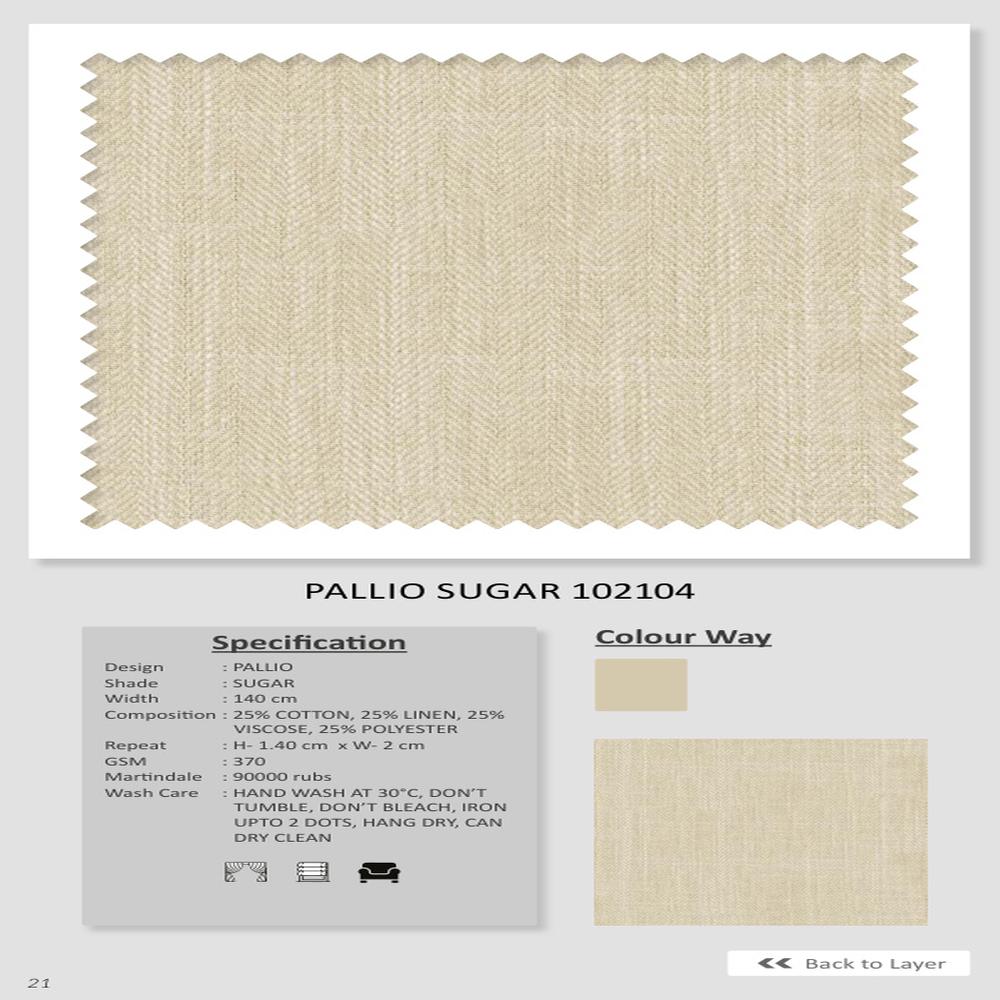 PALLIO SUGAR 102104
Specification
Design : PALLIO
Shade : SUGAR
Width : 140 cm
Composition : 25% COTTON, 25% LINEN, 25%
VISCOSE, 25% POLYESTER
Repeat : H- 1.40 cm x W- 2 cm
GSM : 370
Martindale : 90000 rubs
Wash Care : HAND WASH AT 30°C, DON’T
TUMBLE, DON’T BLEACH, IRON
UPTO 2 DOTS, HANG DRY, CAN
DRY CLEAN
Colour Way
Back to Layer
21